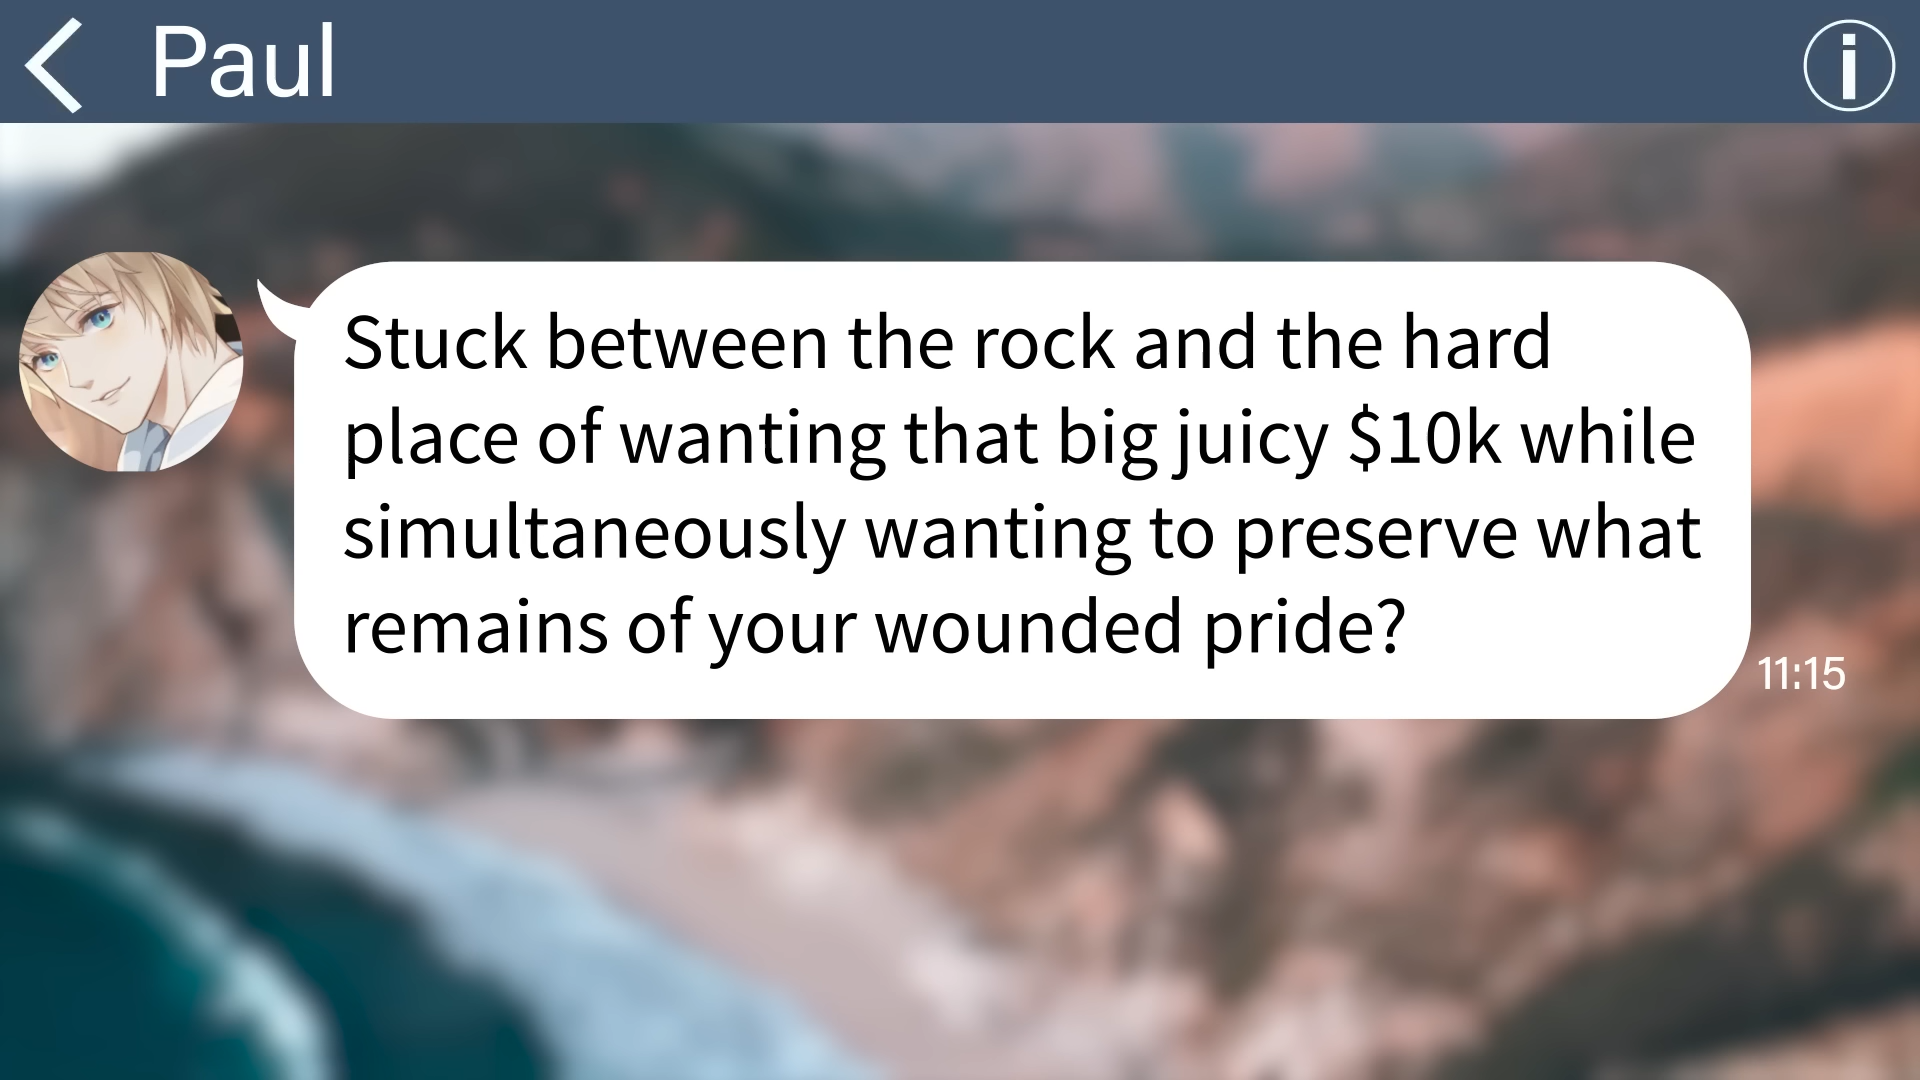 Paul
Stuck between the rock and the hard
place of wanting that big juicy $10k while
simultaneously wanting to preserve what
remains of your wounded pride?
11:15